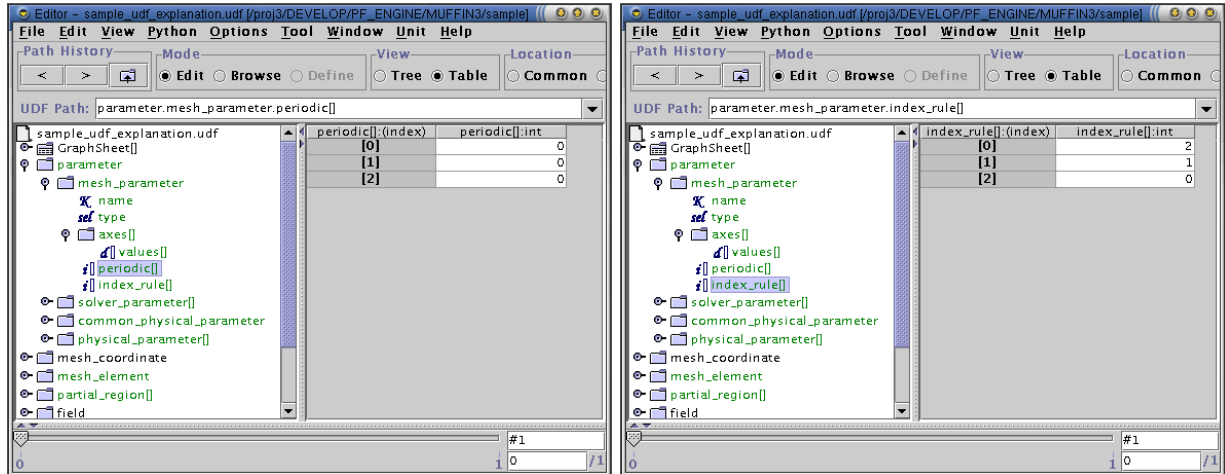 Editor - sample_udf_explanation.udf [/proj3/DEVELOP/PF_ENGINE/MUFFIN3/sample]
File Edit View Python Options Tool Window Unit Help
Path History Mode View Location
< > Edit Browse Define Tree Table Common
UDF Path: parameter.mesh_parameter.periodic[]
sample_udf_explanation.udf
GraphSheet[]
parameter
mesh_parameter
K name
sel type
axes[]
d[] values[]
i[] periodic[]
i[] index_rule[]
solver_parameter[]
common_physical_parameter
physical_parameter[]
mesh_coordinate
mesh_element
partial_region[]
field
periodic[]:(index) periodic[]:int
[0] 0
[1] 0
[2] 0
#1
0 1 0 /1
Editor - sample_udf_explanation.udf [/proj3/DEVELOP/PF_ENGINE/MUFFIN3/sample]
File Edit View Python Options Tool Window Unit Help
Path History Mode View Location
< > Edit Browse Define Tree Table Common
UDF Path: parameter.mesh_parameter.index_rule[]
sample_udf_explanation.udf
GraphSheet[]
parameter
mesh_parameter
K name
sel type
axes[]
d[] values[]
i[] periodic[]
i[] index_rule[]
solver_parameter[]
common_physical_parameter
physical_parameter[]
mesh_coordinate
mesh_element
partial_region[]
field
index_rule[]:(index) index_rule[]:int
[0] 2
[1] 1
[2] 0
#1
0 1 0 /1